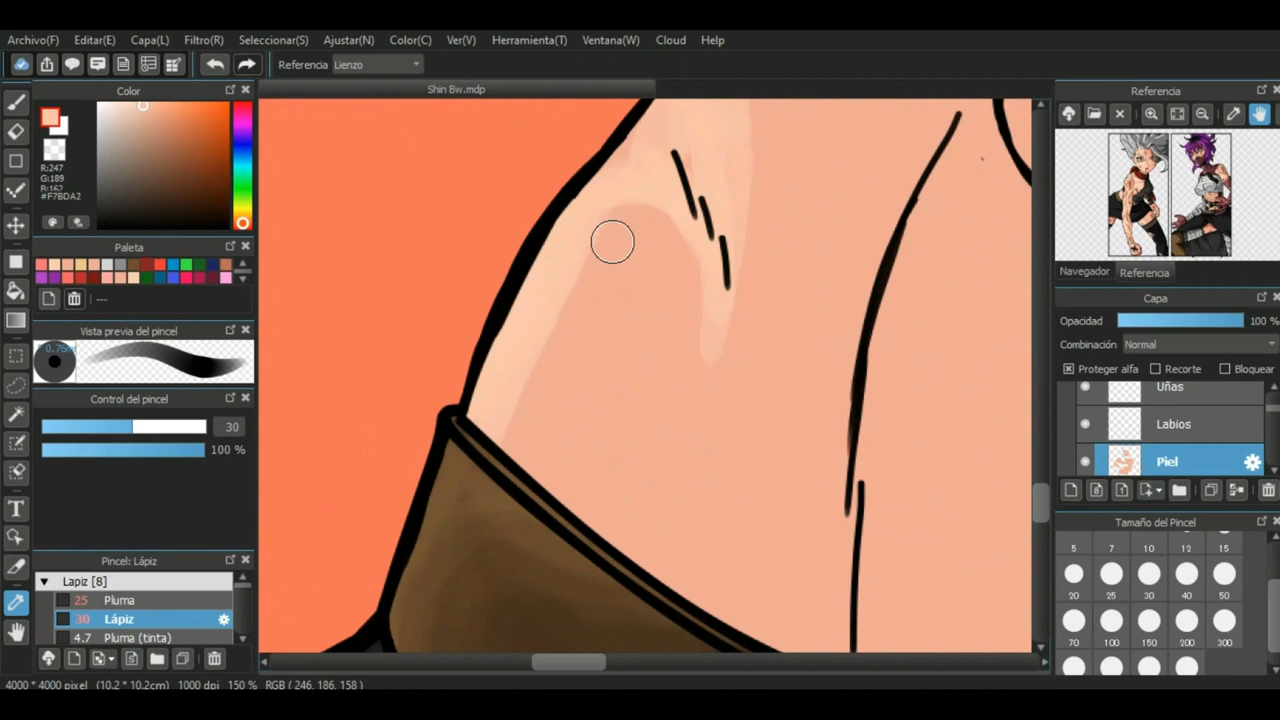 Archivo(F) Editar(E) Capa(L) Filtro(R) Seleccionar(S) Ajustar(N) Color(C) Ver(V) Herramienta(T) Ventana(W) Cloud Help
Referencia Lienzo
Color
Shin Bw.mdp
Referencia
R:247
G:189
B:162
#F7BDA2
Paleta
---
Navegador Referencia
Vista previa del pincel
0.76m
Capa
Opacidad 100 %
Combinación Normal
Proteger alfa Recorte Bloquear
Uñas
Labios
Piel
Control del pincel
30
100 %
Tamaño del Pincel
5 7 10 12 15
20 25 30 40 50
70 100 150 200 300
Pincel: Lápiz
Lapiz [8]
25 Pluma
30 Lápiz
4.7 Pluma (tinta)
4000 * 4000 pixel (10.2 * 10.2cm) 1000 dpi 150 % RGB ( 246, 186, 158 )